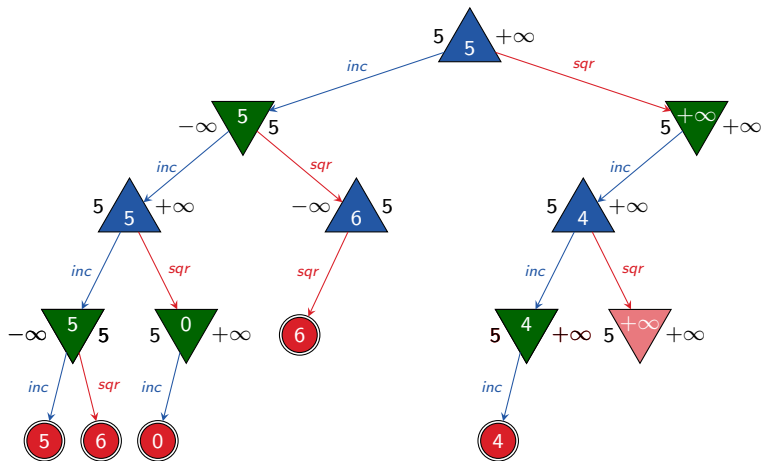 5 5 +∞
inc sqr
−∞ 5 5 5 +∞ +∞
inc sqr inc
5 5 +∞ −∞ 6 5 5 4 +∞
inc sqr sqr inc sqr
−∞ 5 5 5 0 +∞ 6 5 4 +∞ 5 +∞ +∞
inc sqr inc inc
5 6 0 4